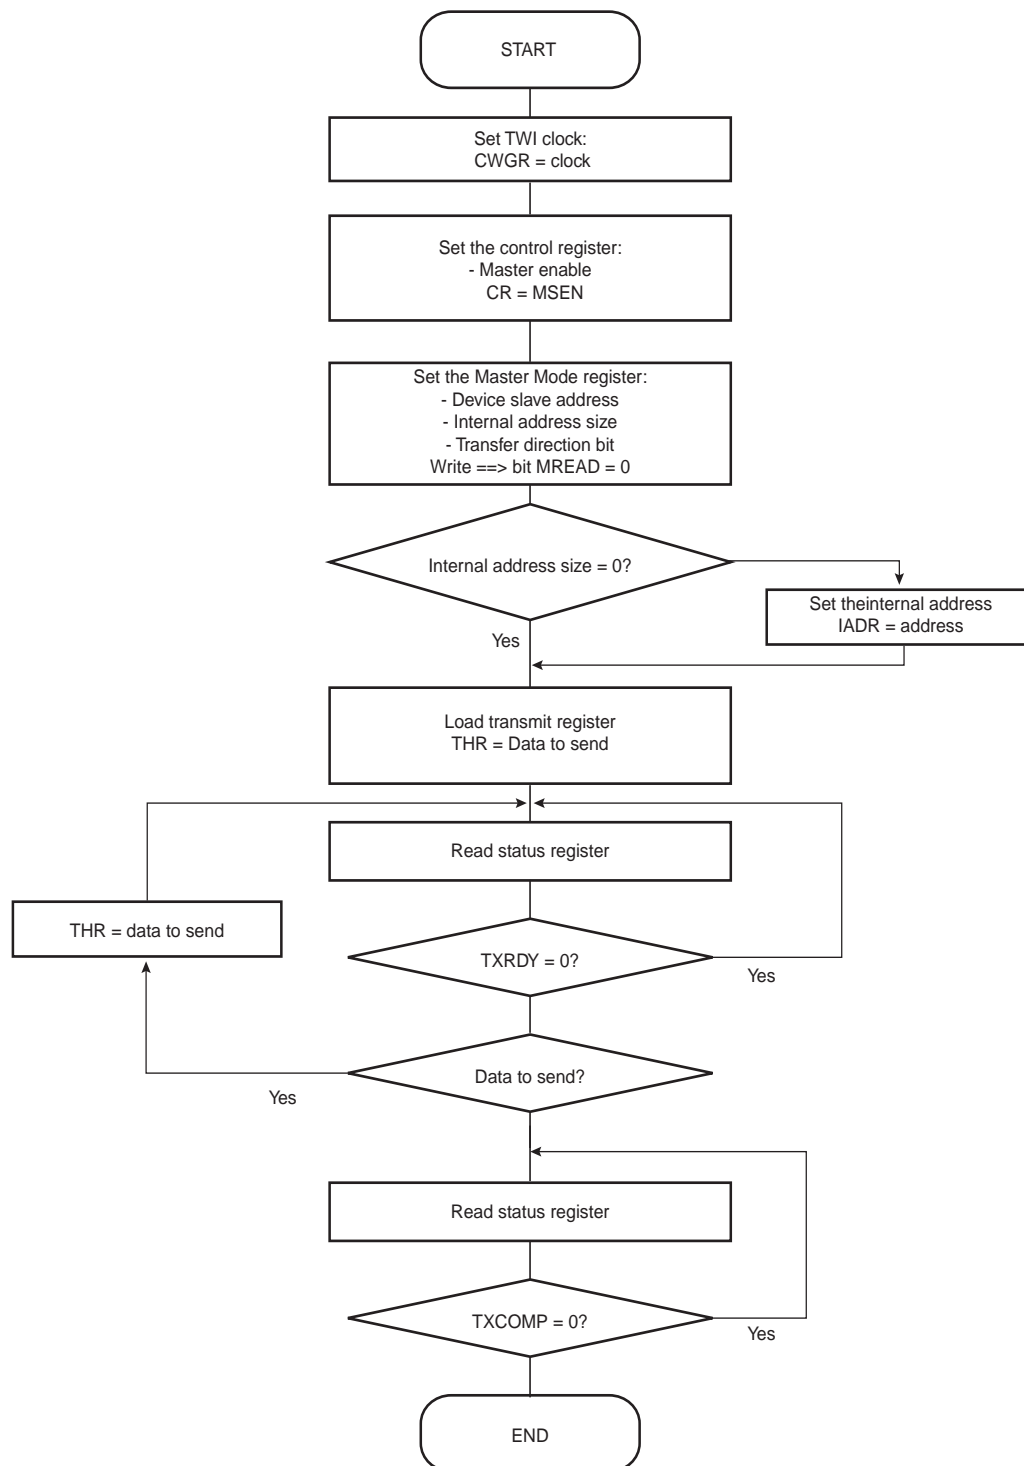 START
Set TWI clock:
CWGR = clock
Set the control register:
- Master enable
CR = MSEN
Set the Master Mode register:
- Device slave address
- Internal address size
- Transfer direction bit
Write ==> bit MREAD = 0
Internal address size = 0?
Set theinternal address
IADR = address
Yes
Load transmit register
THR = Data to send
Read status register
THR = data to send
TXRDY = 0?
Yes
Data to send?
Yes
Read status register
TXCOMP = 0?
Yes
END